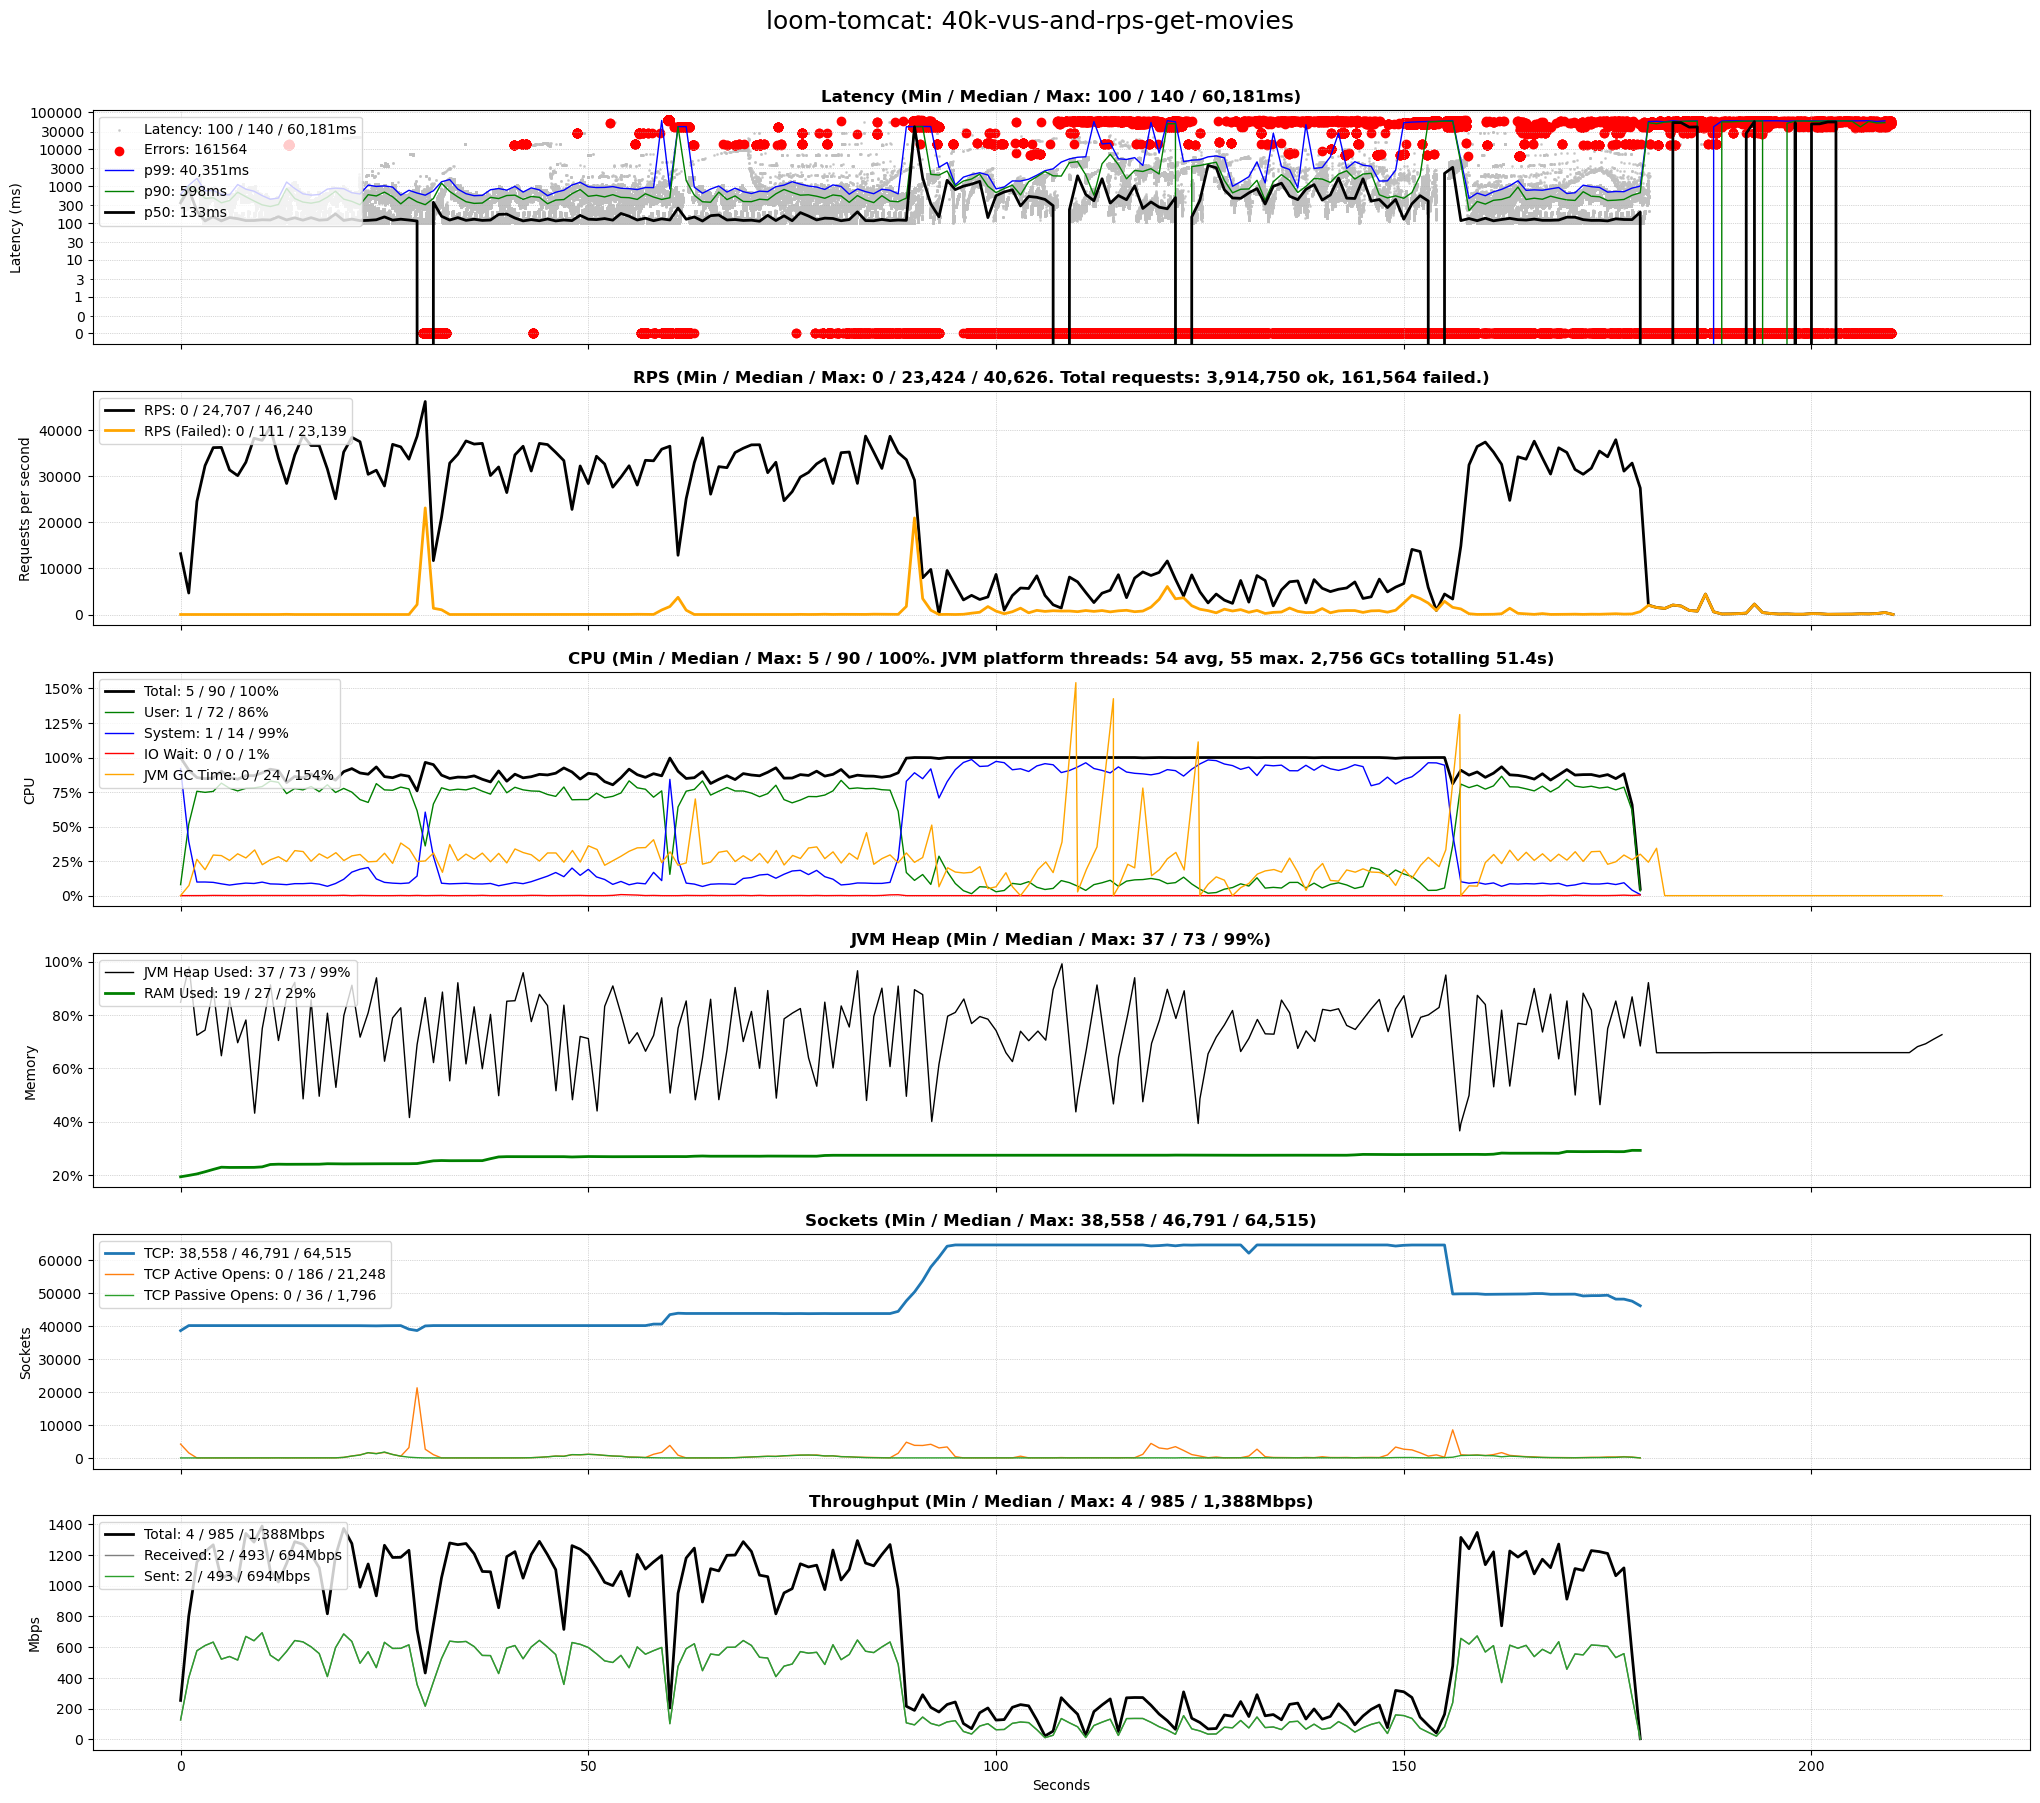 loom-tomcat: 40k-vus-and-rps-get-movies
Latency (Min / Median / Max: 100 / 140 / 60,181ms)
Latency (ms)
100000
30000
10000
3000
1000
300
100
30
10
3
1
0
0
Latency: 100 / 140 / 60,181ms
Errors: 161564
p99: 40,351ms
p90: 598ms
p50: 133ms
RPS (Min / Median / Max: 0 / 23,424 / 40,626. Total requests: 3,914,750 ok, 161,564 failed.)
Requests per second
40000
30000
20000
10000
0
RPS: 0 / 24,707 / 46,240
RPS (Failed): 0 / 111 / 23,139
CPU (Min / Median / Max: 5 / 90 / 100%. JVM platform threads: 54 avg, 55 max. 2,756 GCs totalling 51.4s)
CPU
150%
125%
100%
75%
50%
25%
0%
Total: 5 / 90 / 100%
User: 1 / 72 / 86%
System: 1 / 14 / 99%
IO Wait: 0 / 0 / 1%
JVM GC Time: 0 / 24 / 154%
JVM Heap (Min / Median / Max: 37 / 73 / 99%)
Memory
100%
80%
60%
40%
20%
JVM Heap Used: 37 / 73 / 99%
RAM Used: 19 / 27 / 29%
Sockets (Min / Median / Max: 38,558 / 46,791 / 64,515)
Sockets
60000
50000
40000
30000
20000
10000
0
TCP: 38,558 / 46,791 / 64,515
TCP Active Opens: 0 / 186 / 21,248
TCP Passive Opens: 0 / 36 / 1,796
Throughput (Min / Median / Max: 4 / 985 / 1,388Mbps)
Mbps
1400
1200
1000
800
600
400
200
0
Total: 4 / 985 / 1,388Mbps
Received: 2 / 493 / 694Mbps
Sent: 2 / 493 / 694Mbps
0 50 100 150 200
Seconds